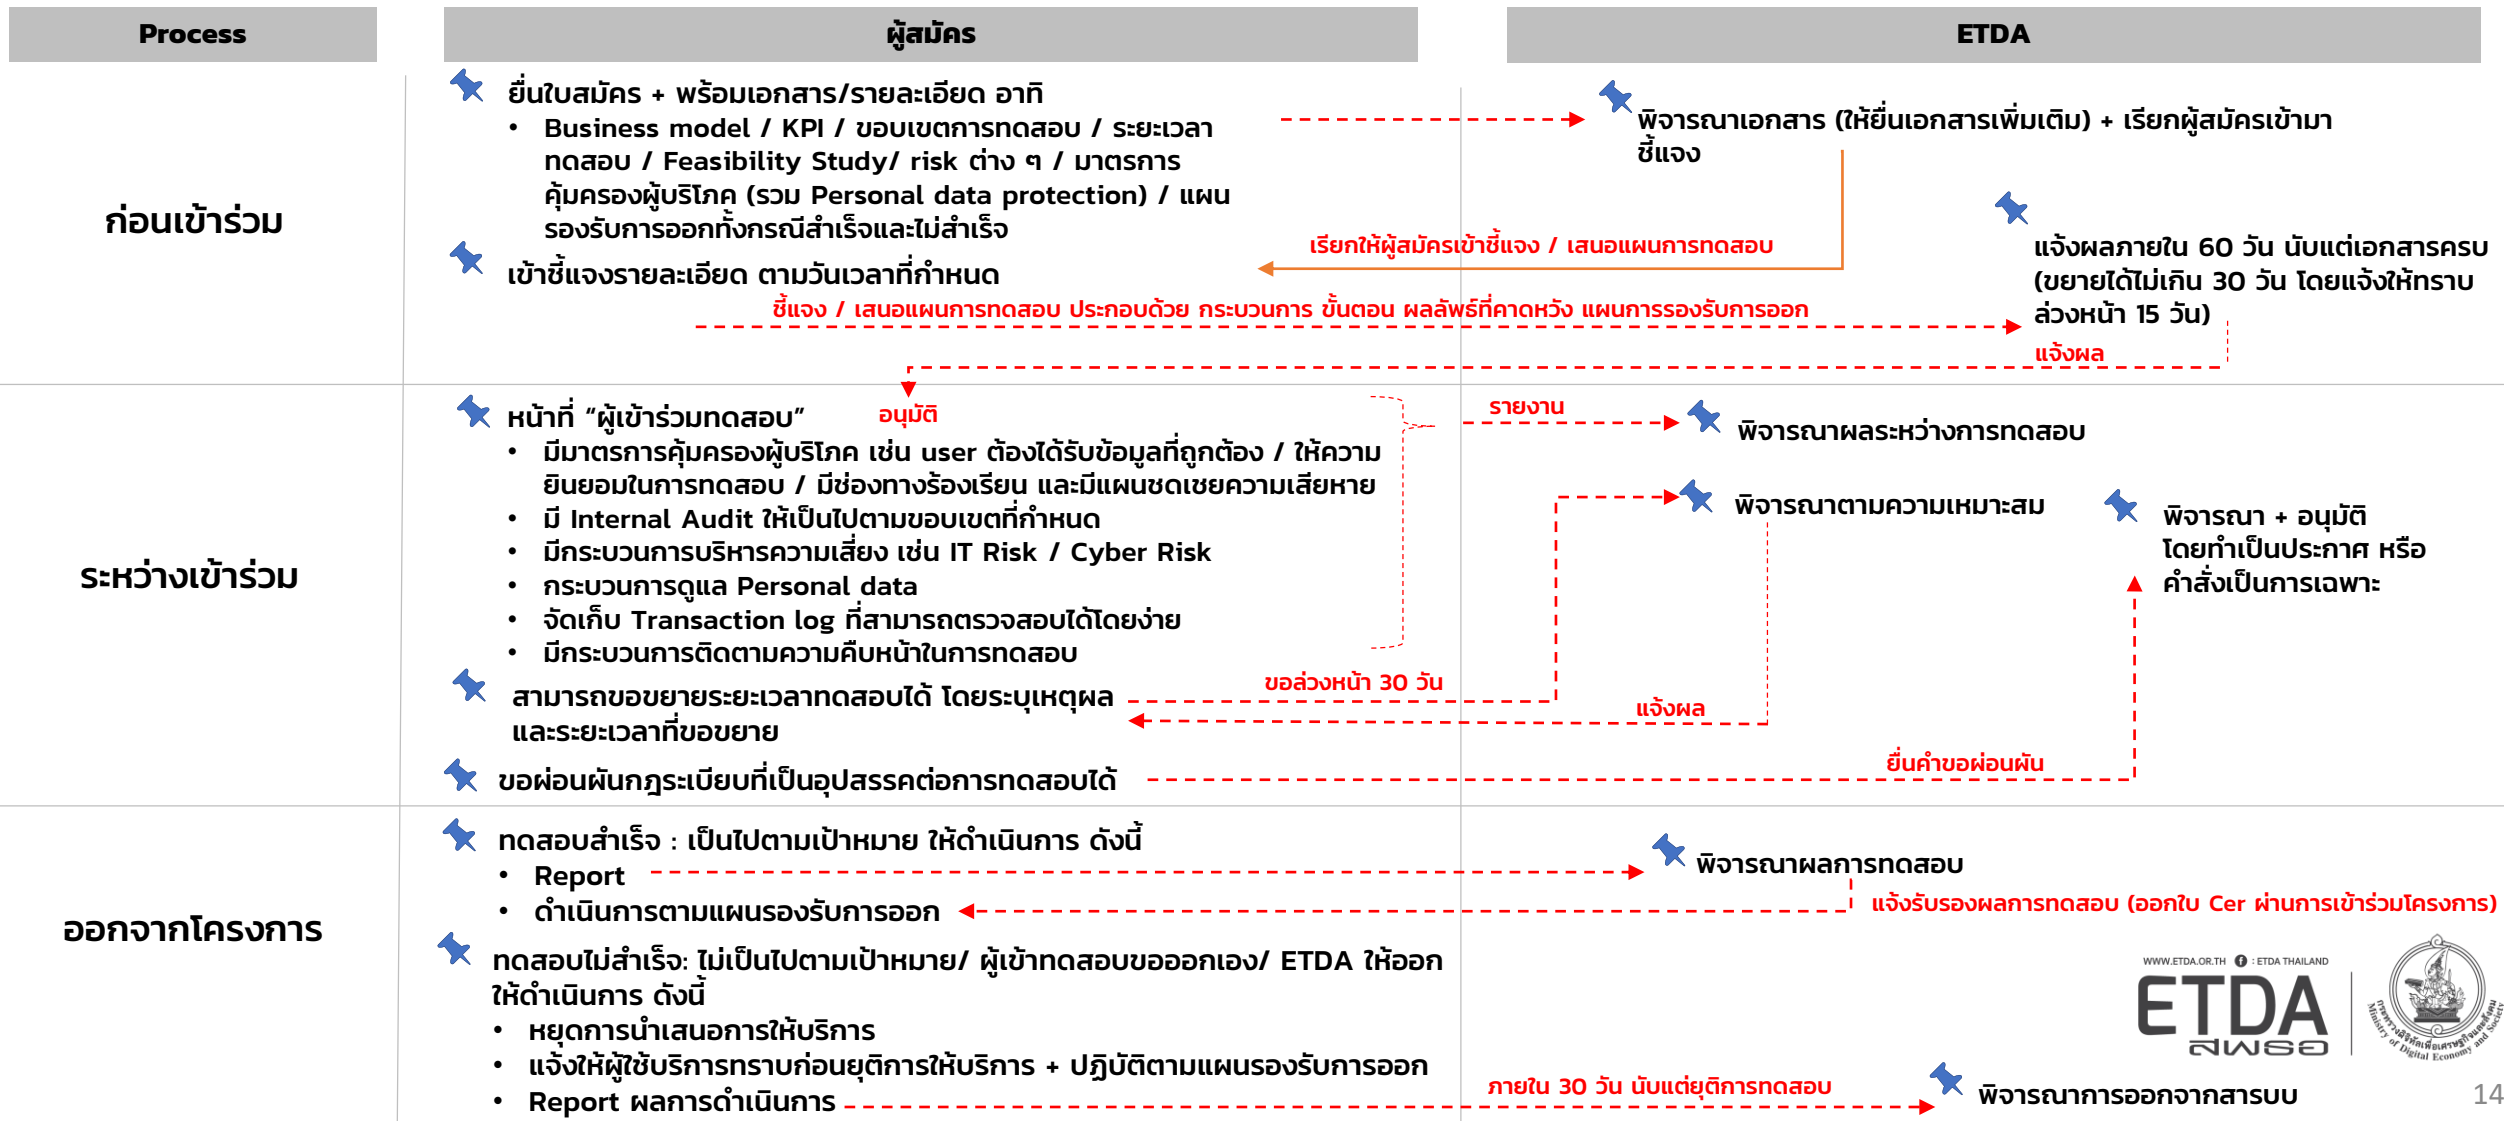 Process
ผู้สมัคร
ETDA
ก่อนเข้าร่วม
ยื่นใบสมัคร + พร้อมเอกสาร/รายละเอียด อาทิ
• Business model / KPI / ขอบเขตการทดสอบ / ระยะเวลา
ทดสอบ / Feasibility Study/ risk ต่าง ๆ / มาตรการ
คุ้มครองผู้บริโภค (รวม Personal data protection) / แผน
รองรับการออกทั้งกรณีสำเร็จและไม่สำเร็จ
เข้าชี้แจงรายละเอียด ตามวันเวลาที่กำหนด
พิจารณาเอกสาร (ให้ยื่นเอกสารเพิ่มเติม) + เรียกผู้สมัครเข้ามา
ชี้แจง
เรียกให้ผู้สมัครเข้าชี้แจง / เสนอแผนการทดสอบ
แจ้งผลภายใน 60 วัน นับแต่เอกสารครบ
(ขยายได้ไม่เกิน 30 วัน โดยแจ้งให้ทราบ
ล่วงหน้า 15 วัน)
ชี้แจง / เสนอแผนการทดสอบ ประกอบด้วย กระบวนการ ขั้นตอน ผลลัพธ์ที่คาดหวัง แผนการรองรับการออก
แจ้งผล
ระหว่างเข้าร่วม
หน้าที่ “ผู้เข้าร่วมทดสอบ”
อนุมัติ
• มีมาตรการคุ้มครองผู้บริโภค เช่น user ต้องได้รับข้อมูลที่ถูกต้อง / ให้ความ
ยินยอมในการทดสอบ / มีช่องทางร้องเรียน และมีแผนชดเชยความเสียหาย
• มี Internal Audit ให้เป็นไปตามขอบเขตที่กำหนด
• มีกระบวนการบริหารความเสี่ยง เช่น IT Risk / Cyber Risk
• กระบวนการดูแล Personal data
• จัดเก็บ Transaction log ที่สามารถตรวจสอบได้โดยง่าย
• มีกระบวนการติดตามความคืบหน้าในการทดสอบ
รายงาน
พิจารณาผลระหว่างการทดสอบ
พิจารณาตามความเหมาะสม
พิจารณา + อนุมัติ
โดยทำเป็นประกาศ หรือ
คำสั่งเป็นการเฉพาะ
สามารถขอขยายระยะเวลาทดสอบได้ โดยระบุเหตุผล
และระยะเวลาที่ขอขยาย
ขอล่วงหน้า 30 วัน
แจ้งผล
ขอผ่อนผันกฎระเบียบที่เป็นอุปสรรคต่อการทดสอบได้
ยื่นคำขอผ่อนผัน
ออกจากโครงการ
ทดสอบสำเร็จ : เป็นไปตามเป้าหมาย ให้ดำเนินการ ดังนี้
• Report
• ดำเนินการตามแผนรองรับการออก
พิจารณาผลการทดสอบ
แจ้งรับรองผลการทดสอบ (ออกใบ Cer ผ่านการเข้าร่วมโครงการ)
ทดสอบไม่สำเร็จ: ไม่เป็นไปตามเป้าหมาย/ ผู้เข้าทดสอบขอออกเอง/ ETDA ให้ออก
ให้ดำเนินการ ดังนี้
• หยุดการนำเสนอการให้บริการ
• แจ้งให้ผู้ใช้บริการทราบก่อนยุติการให้บริการ + ปฏิบัติตามแผนรองรับการออก
• Report ผลการดำเนินการ
ภายใน 30 วัน นับแต่ยุติการทดสอบ
พิจารณาการออกจากสารบบ
WWW.ETDA.OR.TH : ETDA THAILAND
ETDA
สพธอ
กระทรวงดิจิทัลเพื่อเศรษฐกิจและสังคม
Ministry of Digital Economy and Society
14